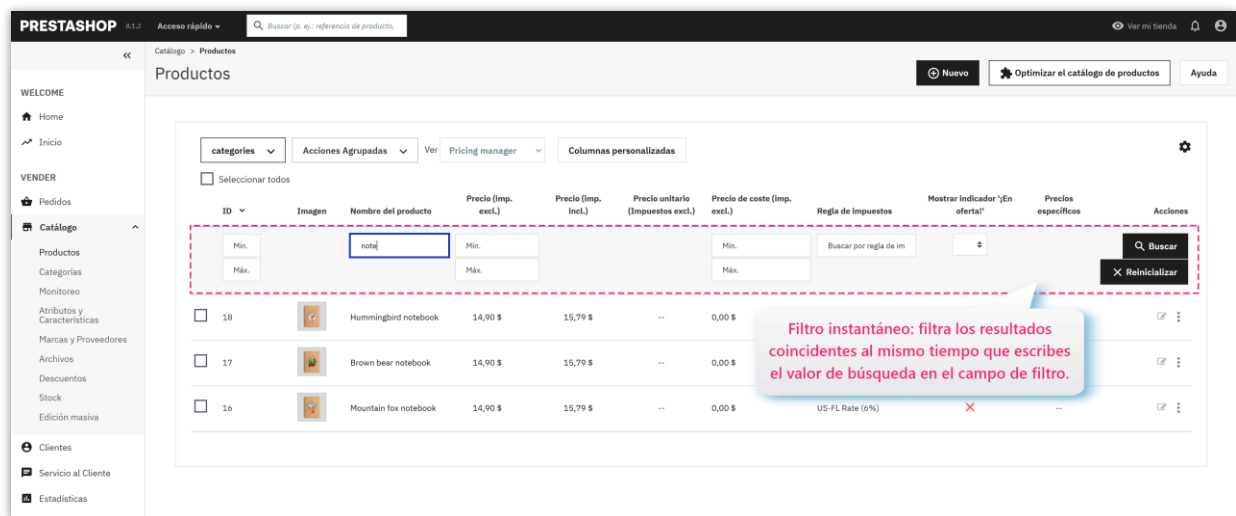 PRESTASHOP 8.1.2 Acceso rápido Buscar (p. ej.: referencia de producto, Ver mi tienda
Catálogo > Productos
Productos
Nuevo Optimizar el catálogo de productos Ayuda
WELCOME
Home
Inicio
VENDER
Pedidos
Catálogo
Productos
Categorías
Monitoreo
Atributos y
Características
Marcas y Proveedores
Archivos
Descuentos
Stock
Edición masiva
Clientes
Servicio al Cliente
Estadísticas
categories Acciones Agrupadas Ver Pricing manager Columnas personalizadas
Seleccionar todos
ID Imagen Nombre del producto Precio (imp. excl.) Precio (imp. incl.) Precio unitario (Impuestos excl.) Precio de coste (imp. excl.) Regla de impuestos Mostrar indicador '¡En oferta!' Precios específicos Acciones
Mín. note Mín. Mín. Buscar por regla de im Buscar
Máx. Máx. Máx. Reinicializar
18 Hummingbird notebook 14,90 $ 15,79 $ -- 0,00 $
17 Brown bear notebook 14,90 $ 15,79 $ -- 0,00 $
16 Mountain fox notebook 14,90 $ 15,79 $ -- 0,00 $ US-FL Rate (6%) --
Filtro instantáneo: filtra los resultados
coincidentes al mismo tiempo que escribes
el valor de búsqueda en el campo de filtro.